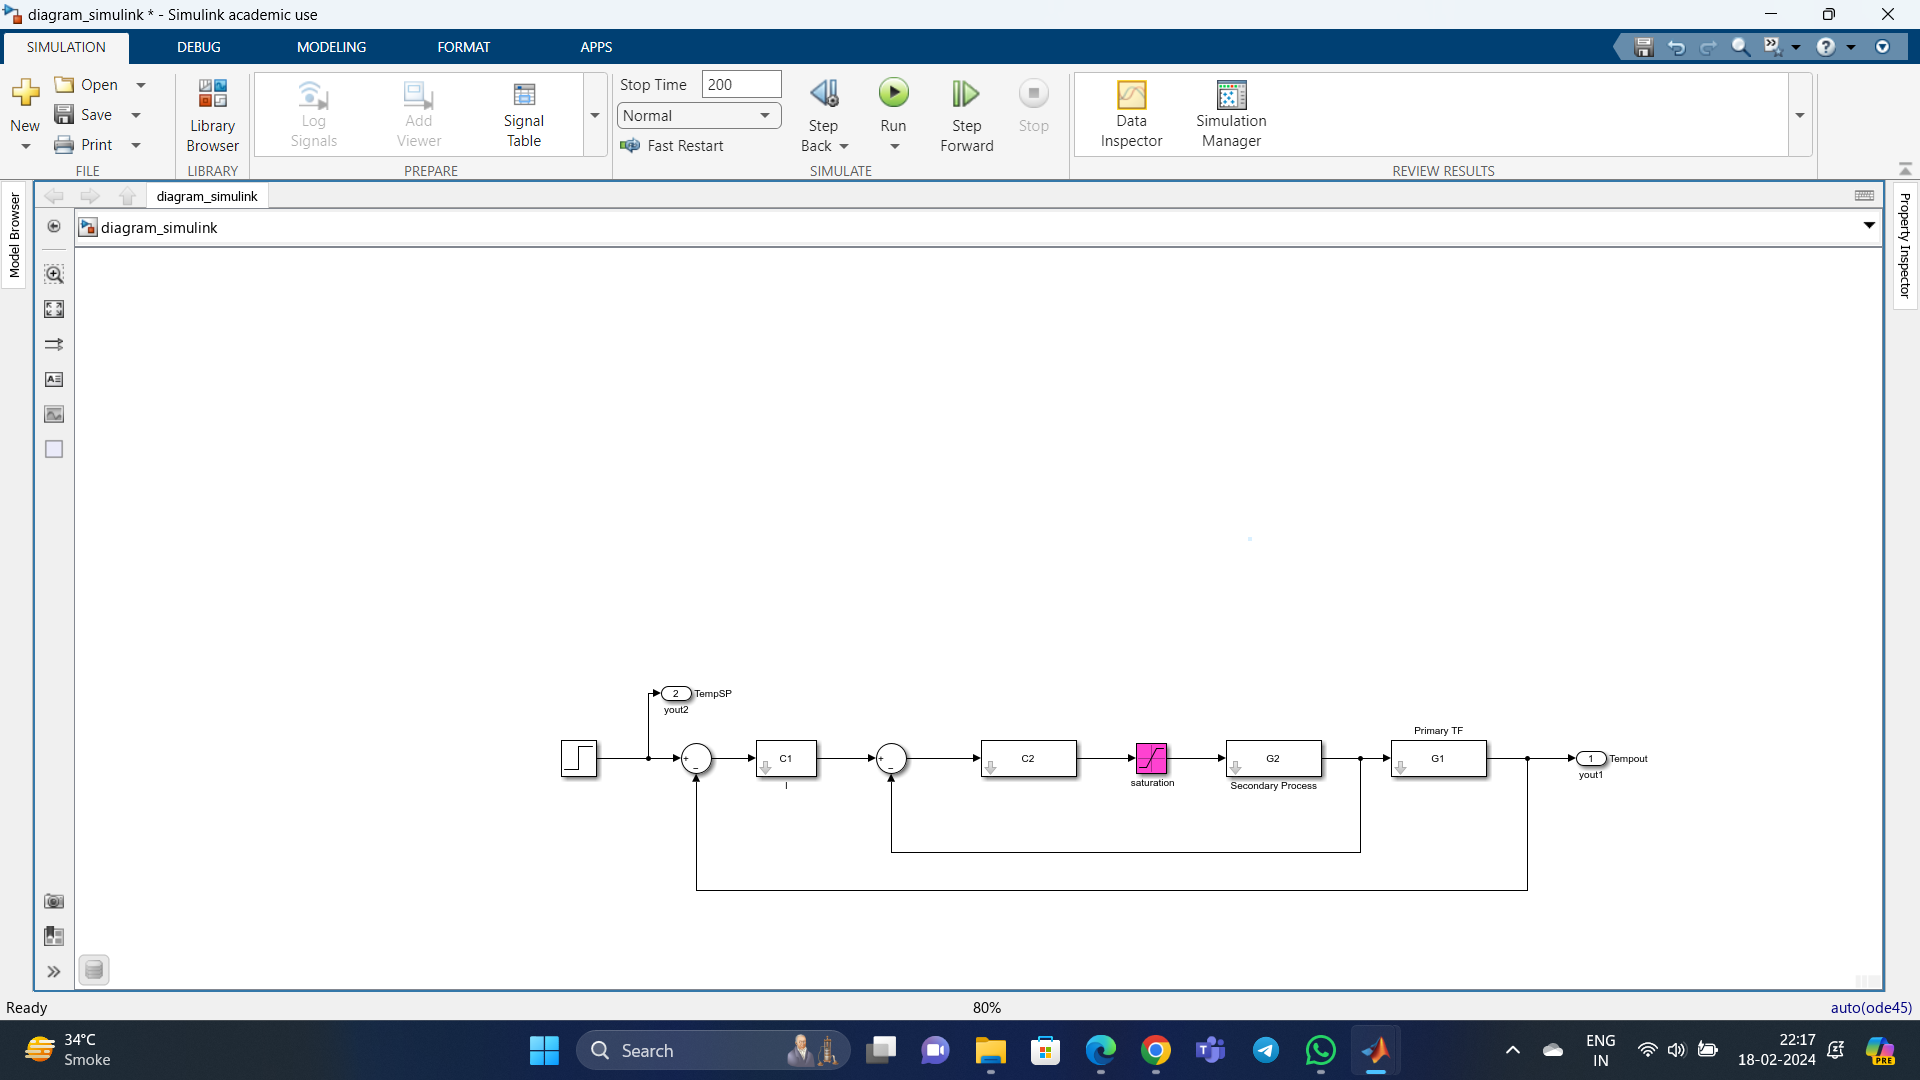 diagram_simulink * - Simulink academic use
SIMULATION
DEBUG
MODELING
FORMAT
APPS
New
Open
Save
Print
FILE
Library
Browser
LIBRARY
Log
Signals
Add
Viewer
Signal
Table
PREPARE
Stop Time 200
Normal
Fast Restart
Step
Back
Run
Step
Forward
Stop
SIMULATE
Data
Inspector
Simulation
Manager
REVIEW RESULTS
Model Browser
diagram_simulink
Property Inspector
diagram_simulink
2 TempSP
yout2
Primary TF
C1
C2
G2
G1
1 Tempout
I
saturation
Secondary Process
yout1
Ready
80%
auto(ode45)
34°C
Smoke
Search
ENG
IN
22:17
18-02-2024
PRE